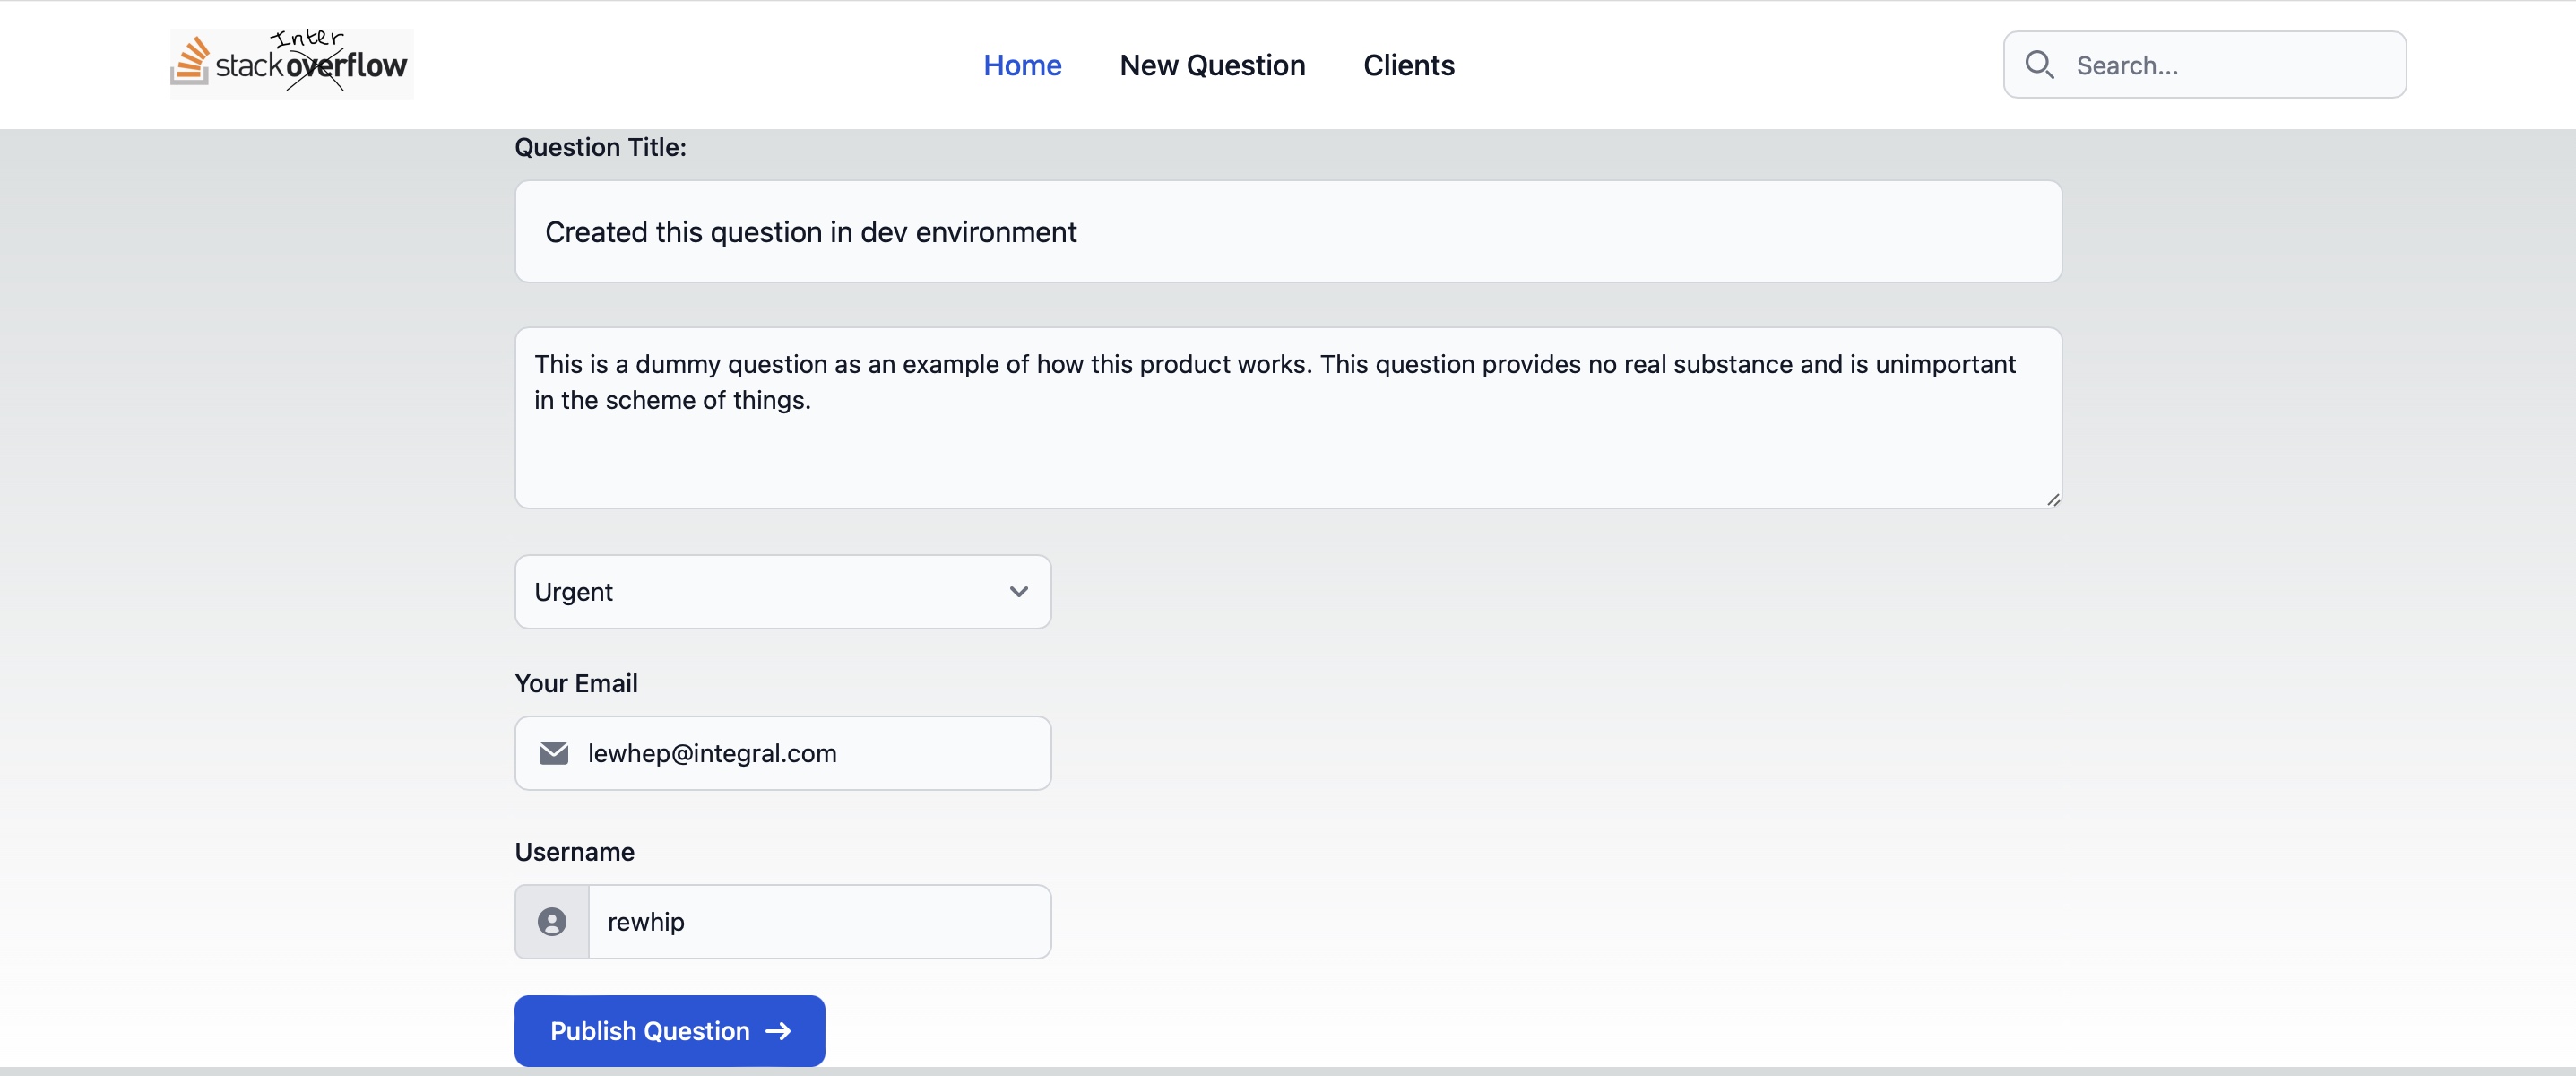 Inter
stackoverflow
Home
New Question
Clients
Search...
Question Title:
Created this question in dev environment
This is a dummy question as an example of how this product works. This question provides no real substance and is unimportant
in the scheme of things.
Urgent
Your Email
lewhep@integral.com
Username
rewhip
Publish Question →